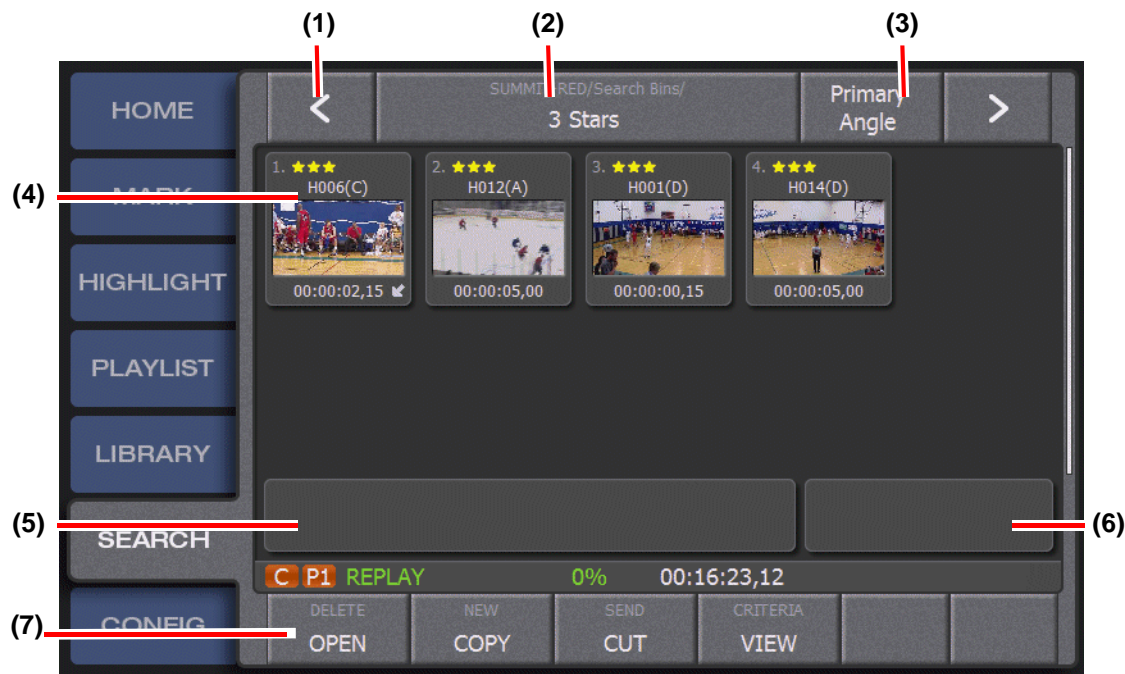 (1)
(2)
(3)
HOME
<
/Search Bins/
3 Stars
Primary
Angle
>
(4)
MARK
1. ★★★
H006(C)
00:00:02,15
2. ★★★
H012(A)
00:00:05,00
3. ★★★
H001(D)
00:00:00,15
4. ★★★
H014(D)
00:00:05,00
HIGHLIGHT
PLAYLIST
LIBRARY
(5)
(6)
SEARCH
C P1 REPLAY 0% 00:16:23,12
(7)
CONFIG
DELETE
OPEN
NEW
COPY
SEND
CUT
CRITERIA
VIEW